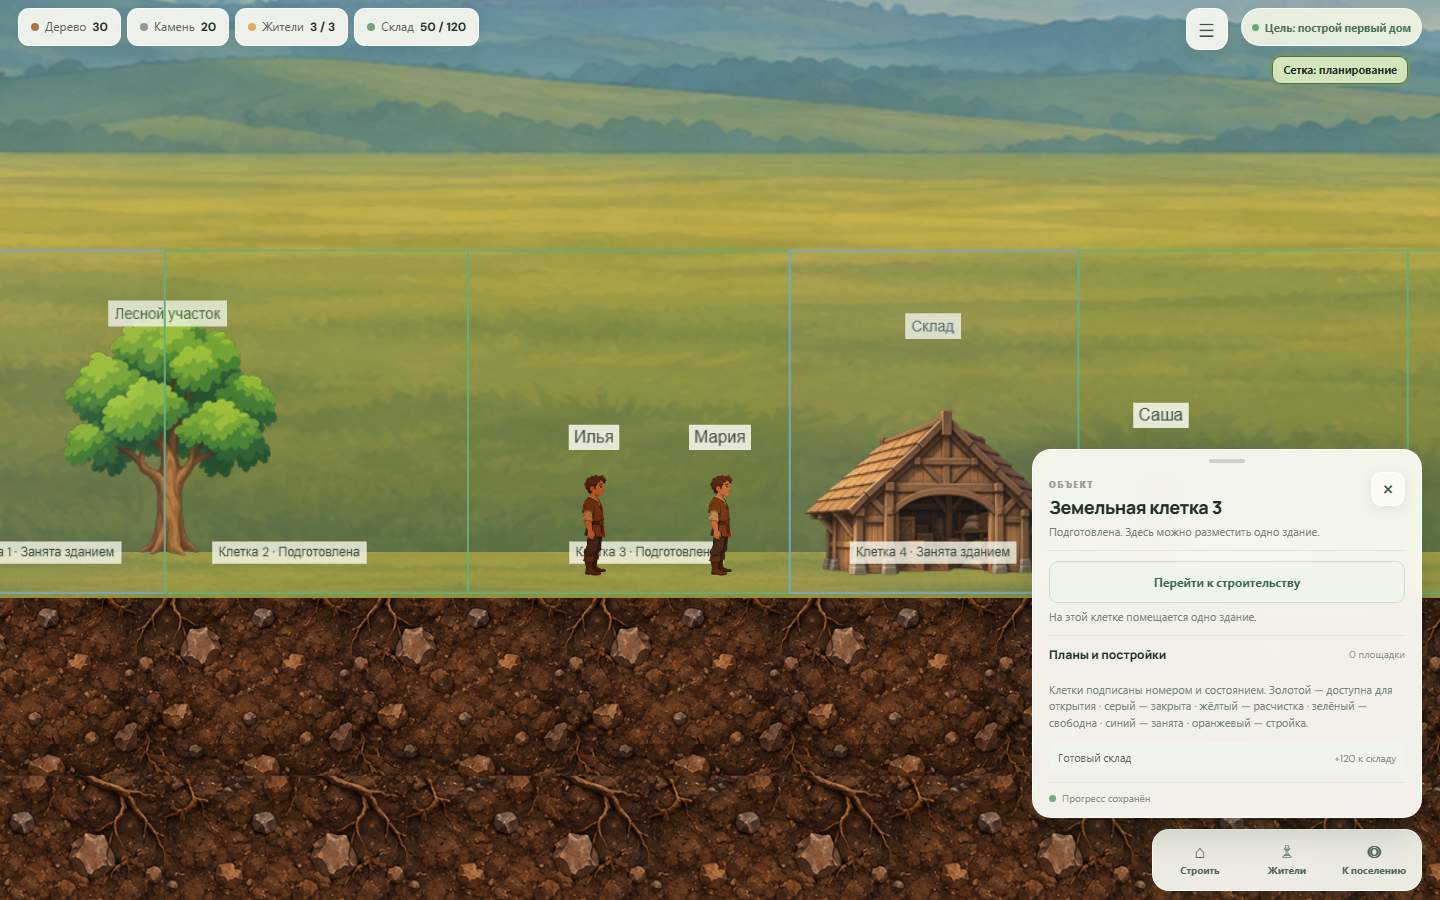 Дерево 30
Камень 20
Жители 3 / 3
Склад 50 / 120
☰
Цель: построй первый дом
Сетка: планирование
Лесной участок
Склад
Саша
Илья
Мария
а 1 · Занята зданием
Клетка 2 · Подготовлена
Клетка 3 · Подготовлен
Клетка 4 · Занята зданием
ОБЪЕКТ
Земельная клетка 3
Подготовлена. Здесь можно разместить одно здание.
Перейти к строительству
На этой клетке помещается одно здание.
Планы и постройки
0 площадки
Клетки подписаны номером и состоянием. Золотой — доступна для
открытия · серый — закрыта · жёлтый — расчистка · зелёный —
свободна · синий — занята · оранжевый — стройка.
Готовый склад
+120 к складу
Прогресс сохранён
Строить
Жители
К поселению